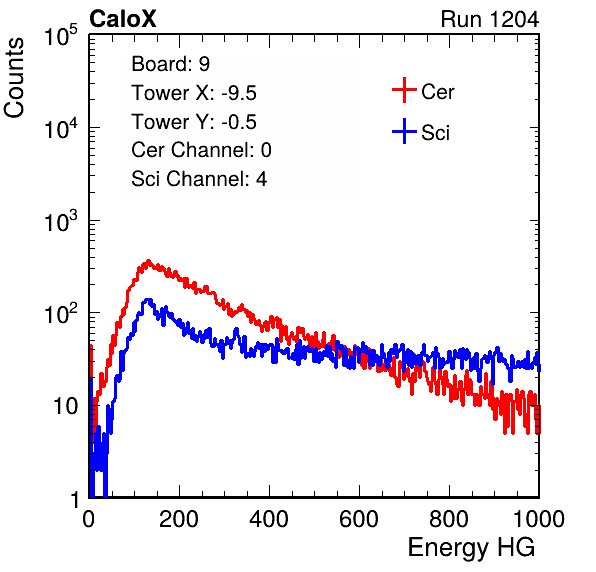 CaloX Run 1204
Counts
Board: 9
Tower X: -9.5
Tower Y: -0.5
Cer Channel: 0
Sci Channel: 4
Cer
Sci
10^5
10^4
10^3
10^2
10
1
0 200 400 600 800 1000
Energy HG